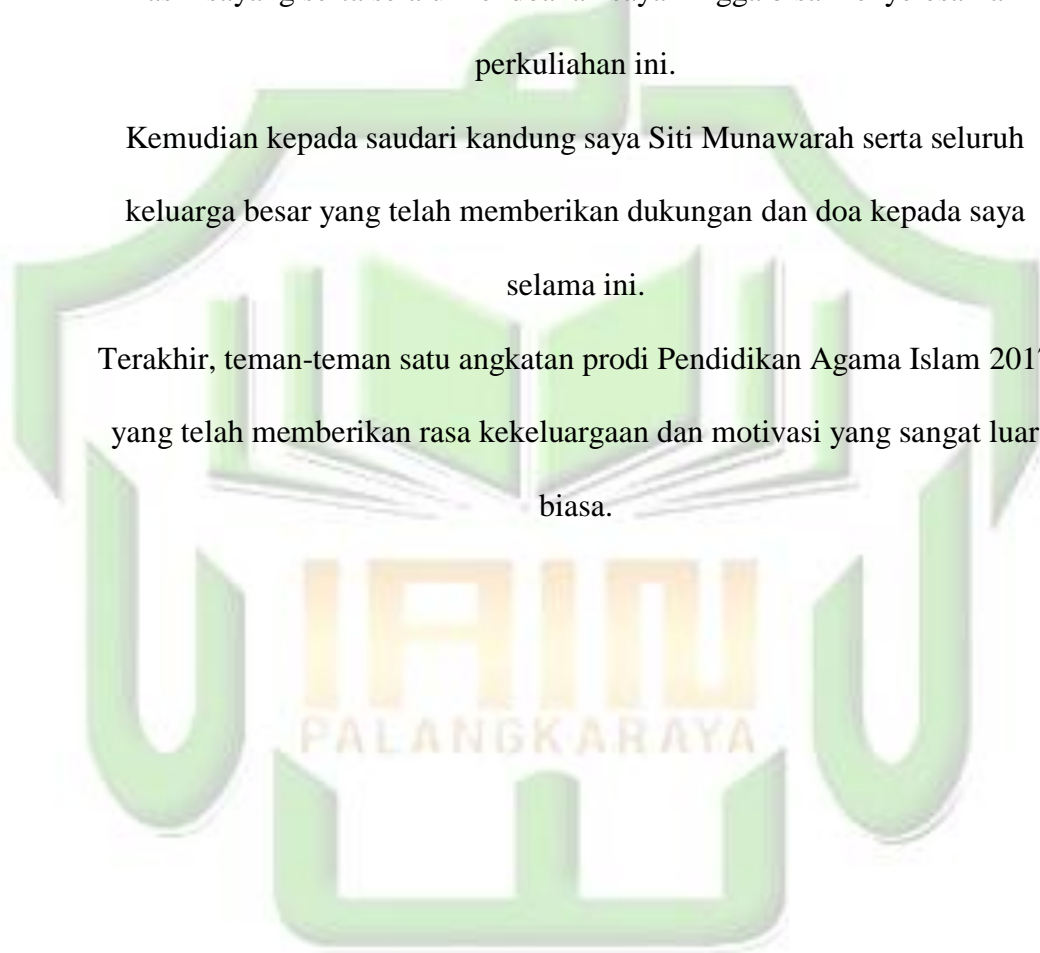 perkuliahan ini.
Kemudian kepada saudari kandung saya Siti Munawarah serta seluruh
keluarga besar yang telah memberikan dukungan dan doa kepada saya
selama ini.
Terakhir, teman-teman satu angkatan prodi Pendidikan Agama Islam
yang telah memberikan rasa kekeluargaan dan motivasi yang sangat luar
biasa.
IAIN
PALANGKARAYA